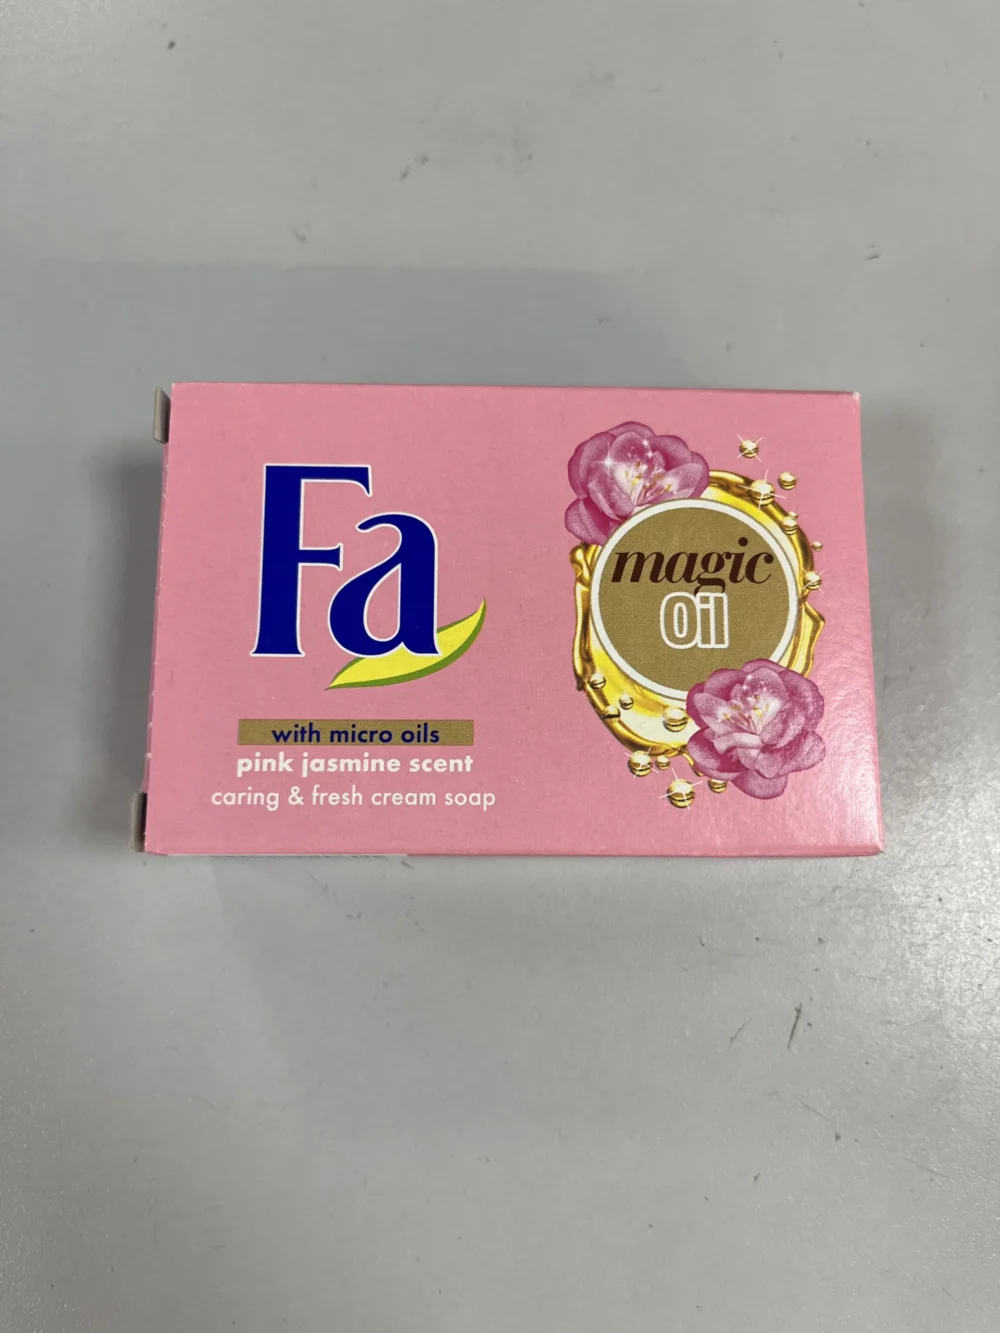 Fa
with micro oils
pink jasmine scent
caring & fresh cream soap
magic
Oil